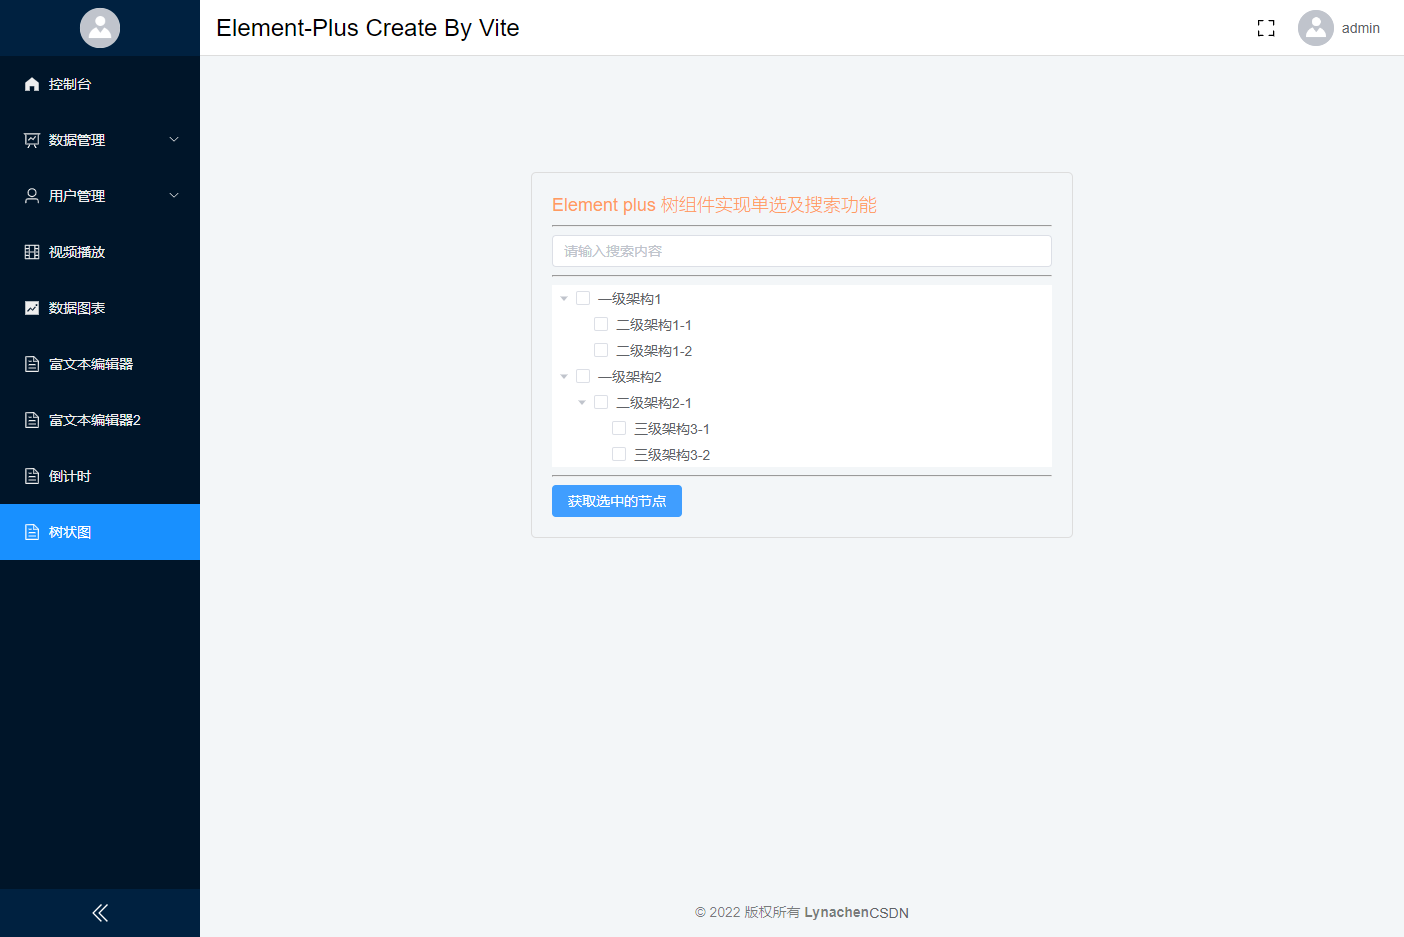 Element-Plus Create By Vite
admin
控制台
数据管理
用户管理
视频播放
数据图表
富文本编辑器
富文本编辑器2
倒计时
树状图
Element plus 树组件实现单选及搜索功能
请输入搜索内容
一级架构1
二级架构1-1
二级架构1-2
一级架构2
二级架构2-1
三级架构3-1
三级架构3-2
获取选中的节点
© 2022 版权所有 LynachenCSDN